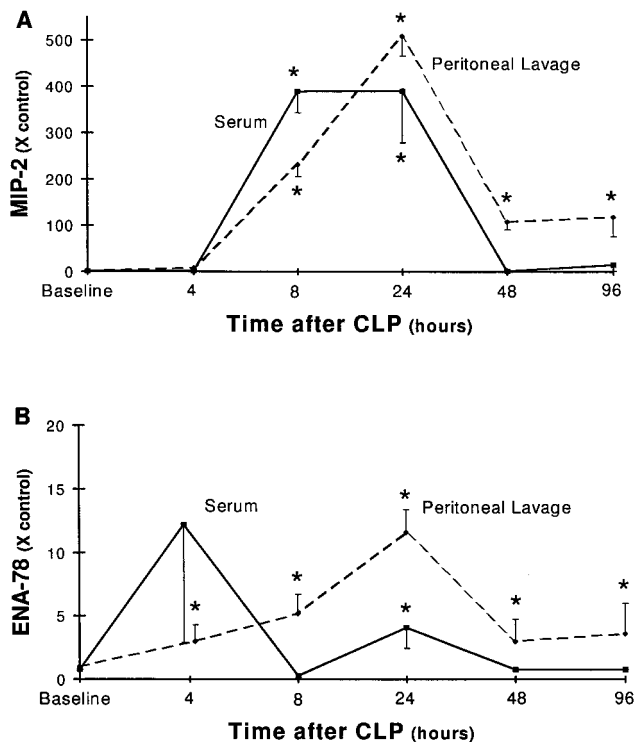 A
MIP-2 (X control)
500
400
300
200
100
0
*
*
*
*
*
*
Serum
Peritoneal Lavage
Baseline 4 8 24 48 96
Time after CLP (hours)
B
ENA-78 (X control)
20
15
10
5
0
Serum
Peritoneal Lavage
*
*
*
*
*
*
Baseline 4 8 24 48 96
Time after CLP (hours)